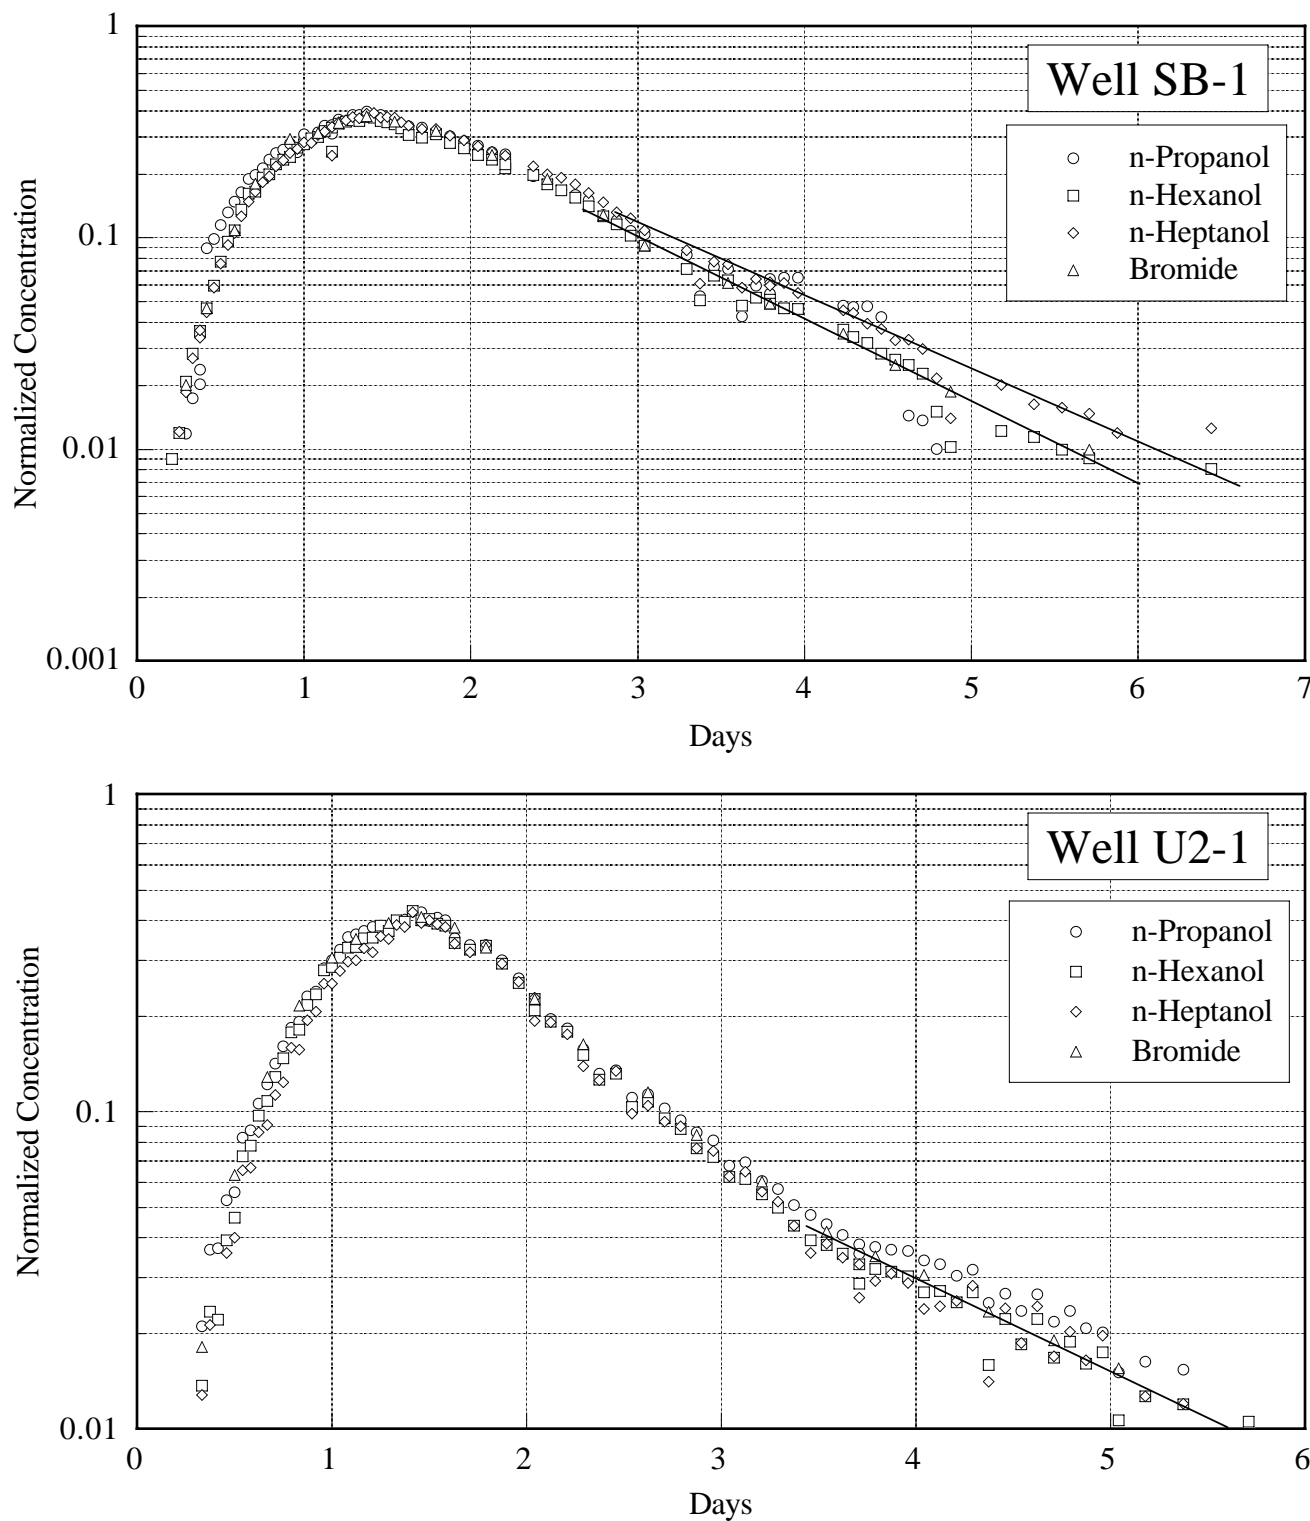 1
Well SB-1
n-Propanol
n-Hexanol
n-Heptanol
Bromide
0.1
0.01
0.001
Normalized Concentration
0 1 2 3 4 5 6 7
Days
1
Well U2-1
n-Propanol
n-Hexanol
n-Heptanol
Bromide
0.1
0.01
Normalized Concentration
0 1 2 3 4 5 6
Days